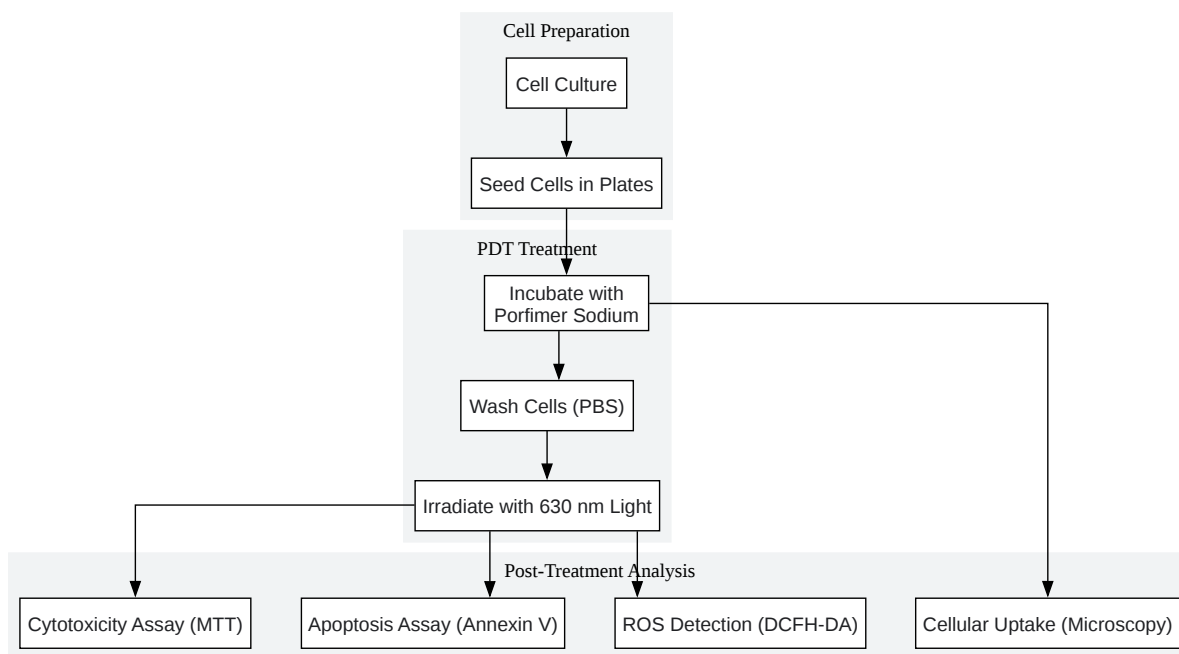 Cell Preparation
Cell Culture
Seed Cells in Plates
PDT Treatment
Incubate with
Porfimer Sodium
Wash Cells (PBS)
Irradiate with 630 nm Light
Post-Treatment Analysis
Cytotoxicity Assay (MTT)
Apoptosis Assay (Annexin V)
ROS Detection (DCFH-DA)
Cellular Uptake (Microscopy)